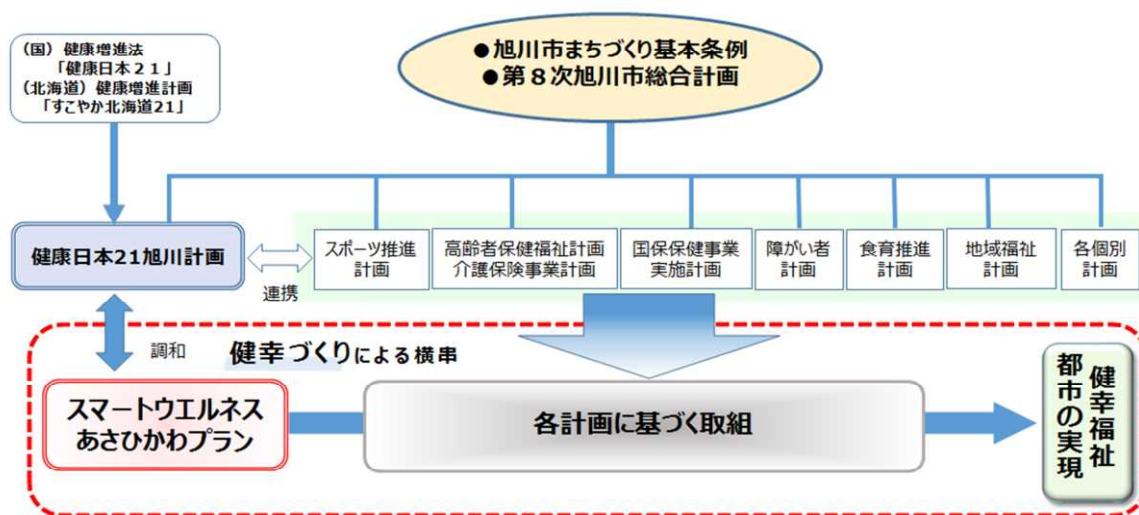 （国）健康増進法
「健康日本２１」
（北海道）健康増進計画
「すこやか北海道21」
●旭川市まちづくり基本条例
●第８次旭川市総合計画
健康日本21旭川計画
連携
スポーツ推進
計画
高齢者保健福祉計画
介護保険事業計画
国保保健事業
実施計画
障がい者
計画
食育推進
計画
地域福祉
計画
各個別
計画
調和
健幸づくりによる横串
スマートウエルネス
あさひかわプラン
各計画に基づく取組
健幸福祉
都市の実現